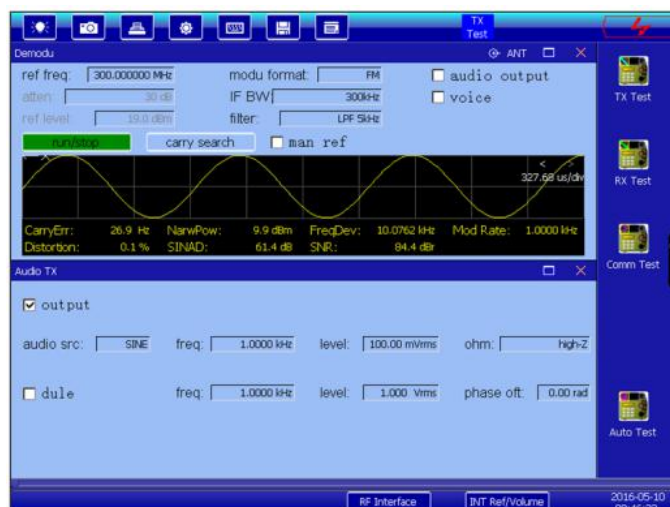 TX Test
Demodu ANT
ref freq: 300.000000 MHz modu format: FM audio output
atten: 30 dB IF BW: 300kHz voice
ref level: 19.0 dBm filter: LPF 5kHz
run/stop carry search man ref
< >
327.68 us/div
CarryErr: 26.9 Hz NarwPow: 9.9 dBm FreqDev: 10.0762 kHz Mod Rate: 1.0000 kHz
Distortion: 0.1 % SINAD: 61.4 dB SNR: 84.4 dBr
Audio TX
output
audio src: SINE freq: 1.0000 kHz level: 100.00 mVrms ohm: high-Z
dule freq: 1.0000 kHz level: 1.000 Vrms phase oft: 0.00 rad
TX Test
RX Test
Comm Test
Auto Test
RF Interface INT Ref/Volume 2016-05-10